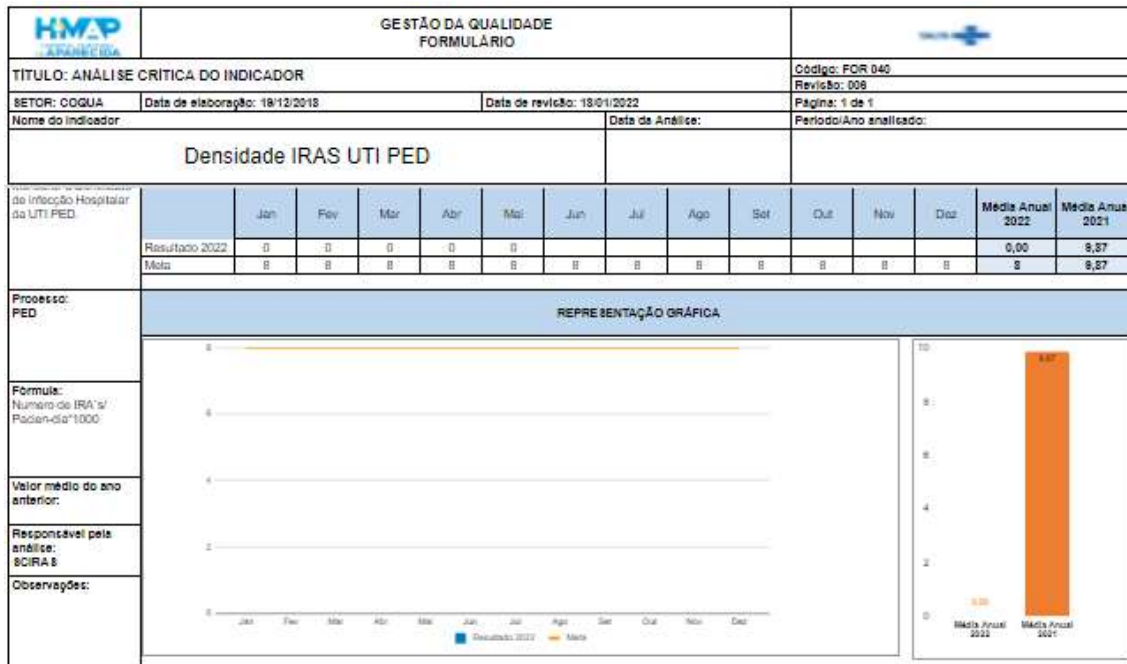 HMAP
APARECIDA
GESTÃO DA QUALIDADE
FORMULÁRIO
TÍTULO: ANÁLISE CRÍTICA DO INDICADOR
Código: FOR 040
Revisão: 006
SETOR: COQUA
Data de elaboração: 19/12/2018
Data de revisão: 18/01/2022
Página: 1 de 1
Nome do indicador
Data da Análise:
Período/Ano analisado:
Densidade IRAS UTI PED
de Infecção Hospitalar
da UTI PED.
Jan Fev Mar Abr Mai Jun Jul Ago Set Out Nov Dez Média Anual 2022 Média Anual 2021
Resultado 2022 0 0 0 0 0 0,00 9,87
Meta 8 8 8 8 8 8 8 8 8 8 8 8 8 9,87
Processo:
PED
REPRESENTAÇÃO GRÁFICA
Fórmula:
Numero de IRA's/
Pacien-dia*1000
Valor médio do ano
anterior:
Responsável pela
análise:
SCIRAS
Observações:
8
6
4
2
0
Jan Fev Mar Abr Mai Jun Jul Ago Set Out Nov Dez
Resultado 2022 Meta
10
8
6
4
2
0
9,87
0,00
Média Anual 2022
Média Anual 2021